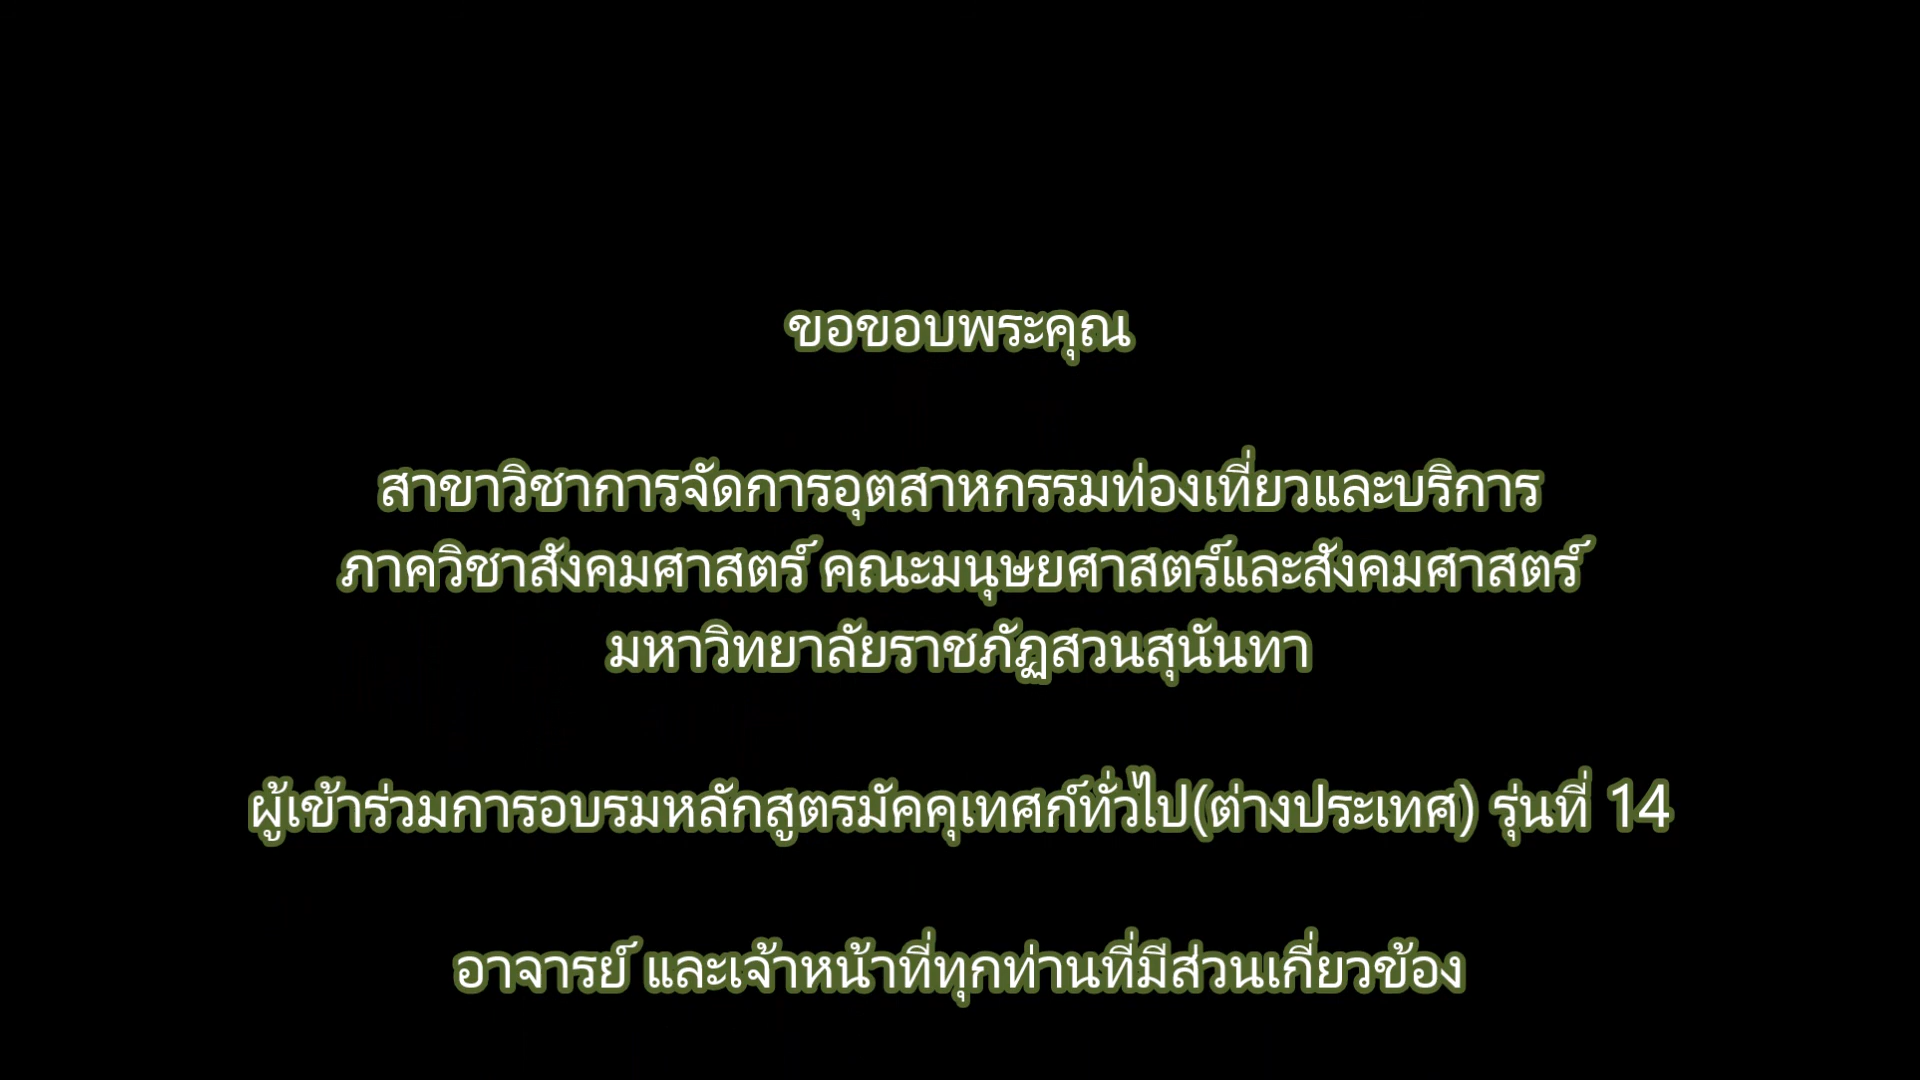 ขอขอบพระคุณ
สาขาวิชาการจัดการอุตสาหกรรมท่องเที่ยวและบริการ
ภาควิชาสังคมศาสตร์ คณะมนุษยศาสตร์และสังคมศาสตร์
มหาวิทยาลัยราชภัฏสวนสุนันทา
ผู้เข้าร่วมการอบรมหลักสูตรมัคคุเทศก์ทั่วไป(ต่างประเทศ) รุ่นที่ 14
อาจารย์ และเจ้าหน้าที่ทุกท่านที่มีส่วนเกี่ยวข้อง